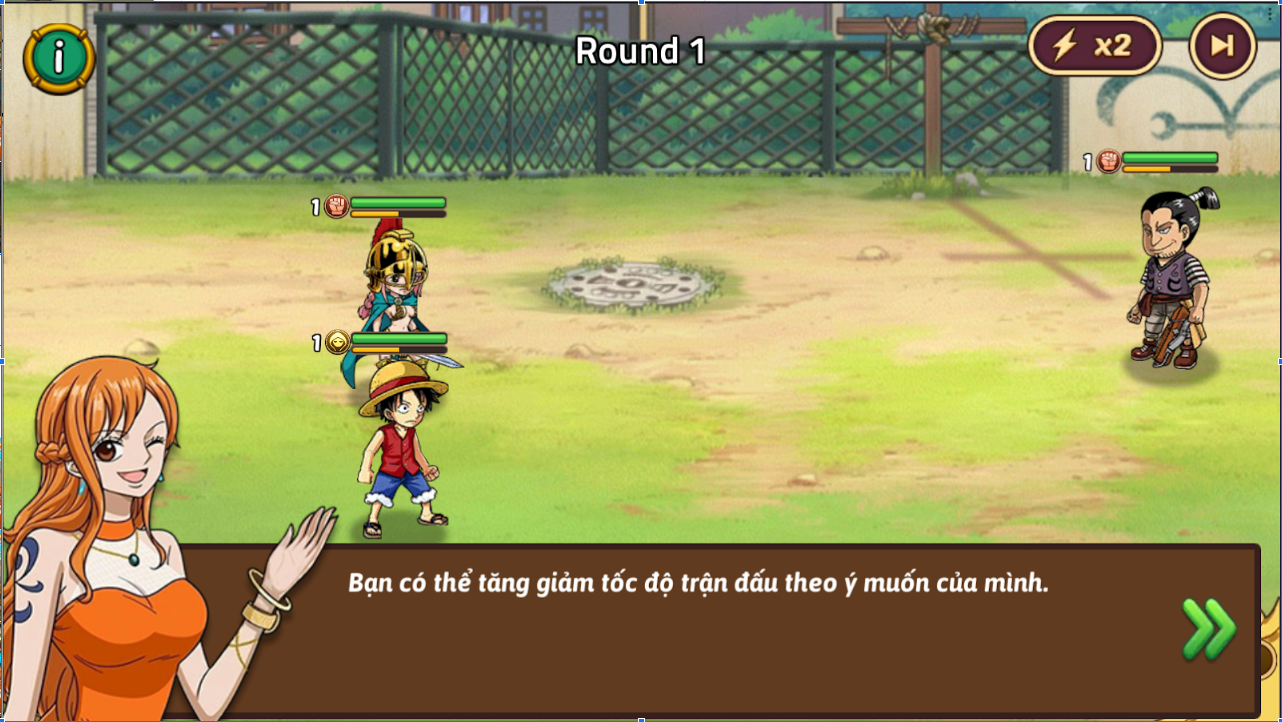 i
Round 1
x2
1
1
1
Bạn có thể tăng giảm tốc độ trận đấu theo ý muốn của mình.